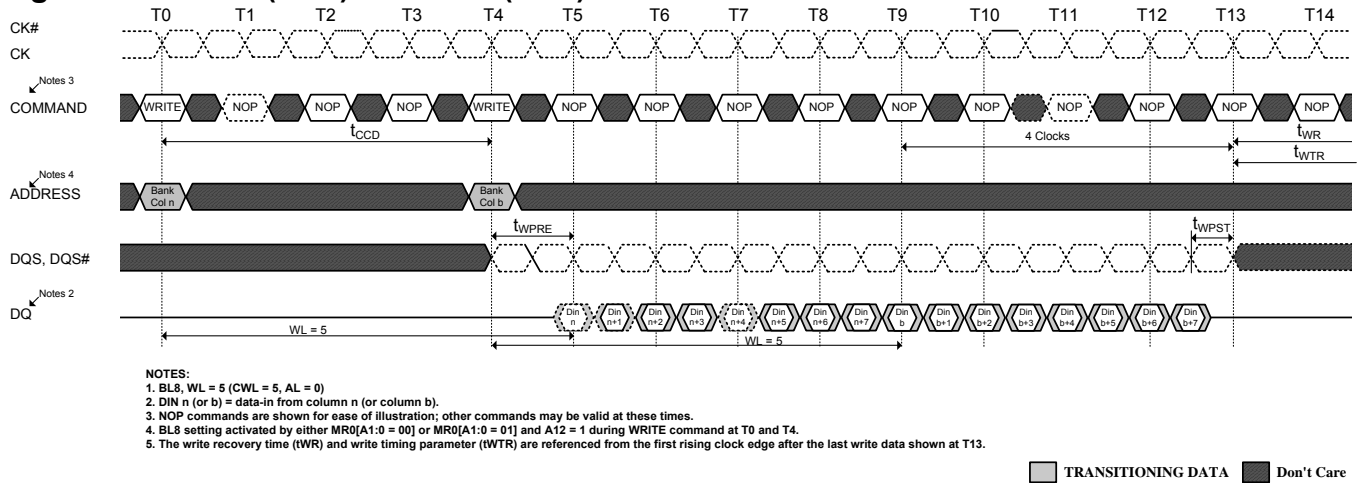 T0 T1 T2 T3 T4 T5 T6 T7 T8 T9 T10 T11 T12 T13 T14
CK#
CK
Notes 3
COMMAND
WRITE NOP NOP NOP WRITE NOP NOP NOP NOP NOP NOP NOP NOP NOP NOP
tCCD
4 Clocks
tWR
tWTR
Notes 4
ADDRESS
Bank Bank
Col n Col b
tWPRE
tWPST
DQS, DQS#
Notes 2
DQ
Din Din Din Din Din Din Din Din Din Din Din Din Din Din Din Din
n n+1 n+2 n+3 n+4 n+5 n+6 n+7 b b+1 b+2 b+3 b+4 b+5 b+6 b+7
WL = 5
WL = 5
NOTES:
1. BL8, WL = 5 (CWL = 5, AL = 0)
2. DIN n (or b) = data-in from column n (or column b).
3. NOP commands are shown for ease of illustration; other commands may be valid at these times.
4. BL8 setting activated by either MR0[A1:0 = 00] or MR0[A1:0 = 01] and A12 = 1 during WRITE command at T0 and T4.
5. The write recovery time (tWR) and write timing parameter (tWTR) are referenced from the first rising clock edge after the last write data shown at T13.
TRANSITIONING DATA Don't Care